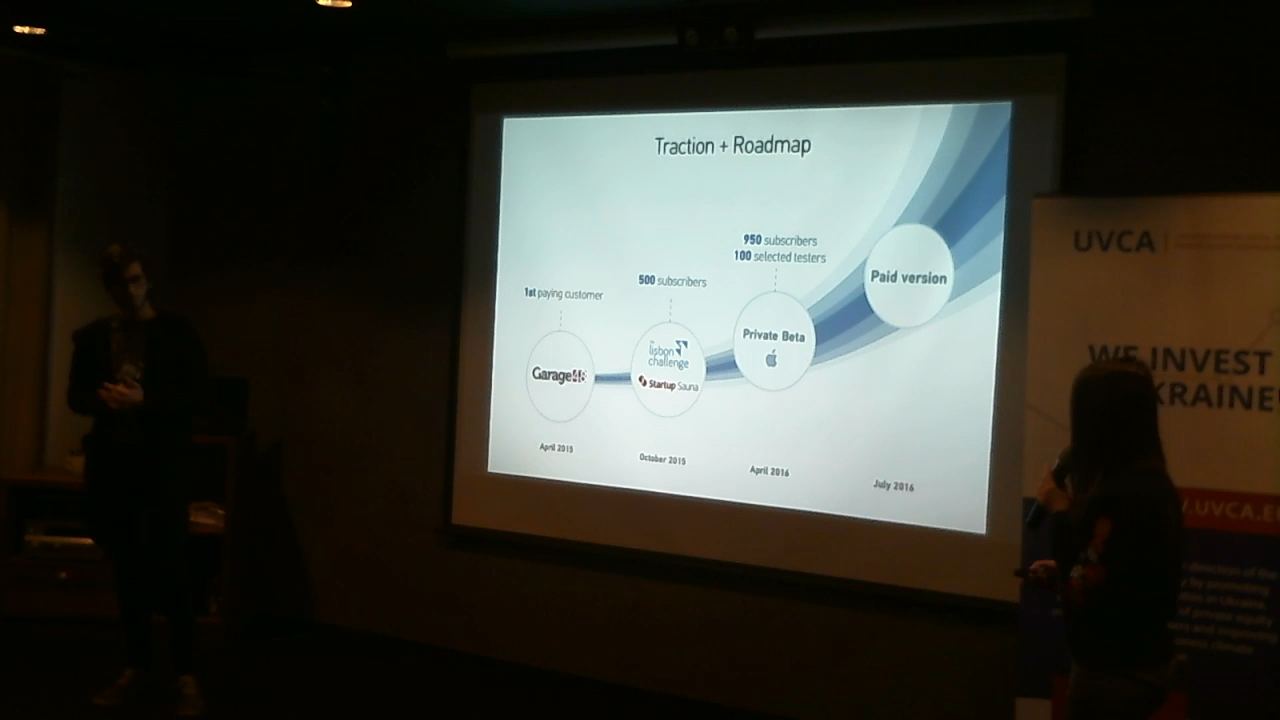 Traction + Roadmap
1st paying customer
500 subscribers
950 subscribers
100 selected testers
Garage48
lisbon
challenge
Startup Sauna
Private Beta
Paid version
April 2015
October 2015
April 2016
July 2016
UVCA
WE INVEST
KRAINE
.UVCA.E